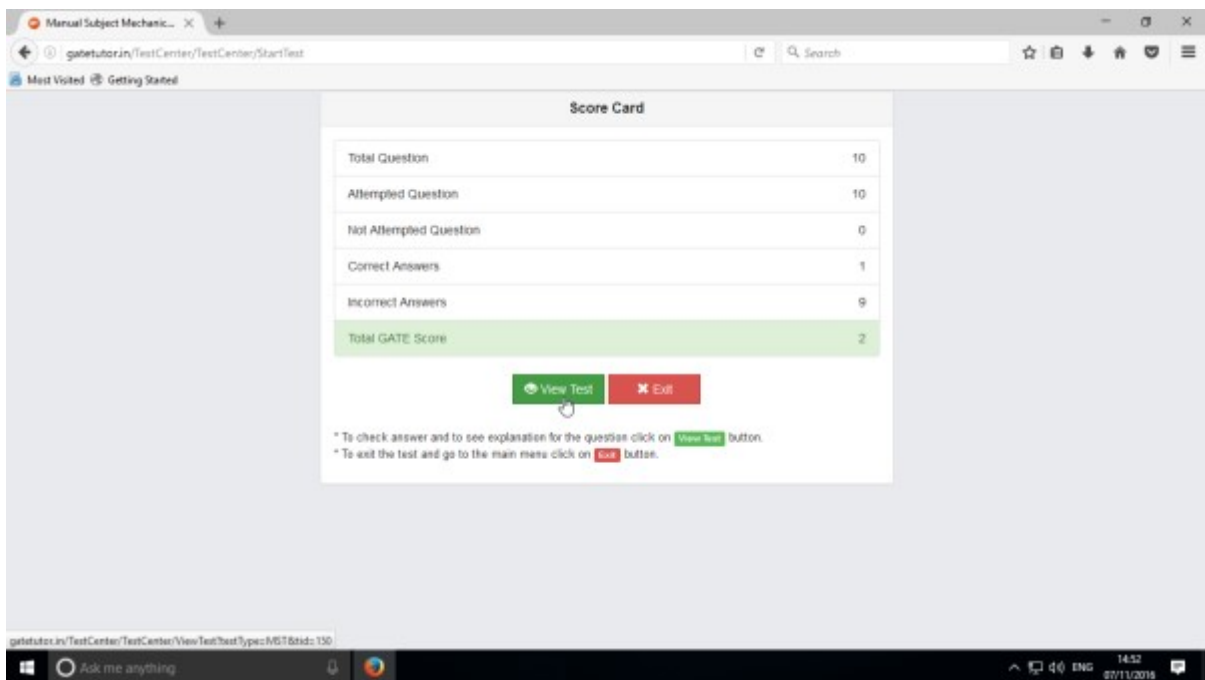 Manual Subject Mechanic...
gatetutor.in/TestCenter/TestCenter/StartTest
Search
Most Visited Getting Started
Score Card
Total Question 10
Attempted Question 10
Not Attempted Question 0
Correct Answers 1
Incorrect Answers 9
Total GATE Score 2
View Test Exit
* To check answer and to see explanation for the question click on View Test button.
* To exit the test and go to the main menu click on Exit button.
gatetutor.in/TestCenter/TestCenter/ViewTest?testType=MST&tid=150
Ask me anything
ENG
14:52
07/11/2016